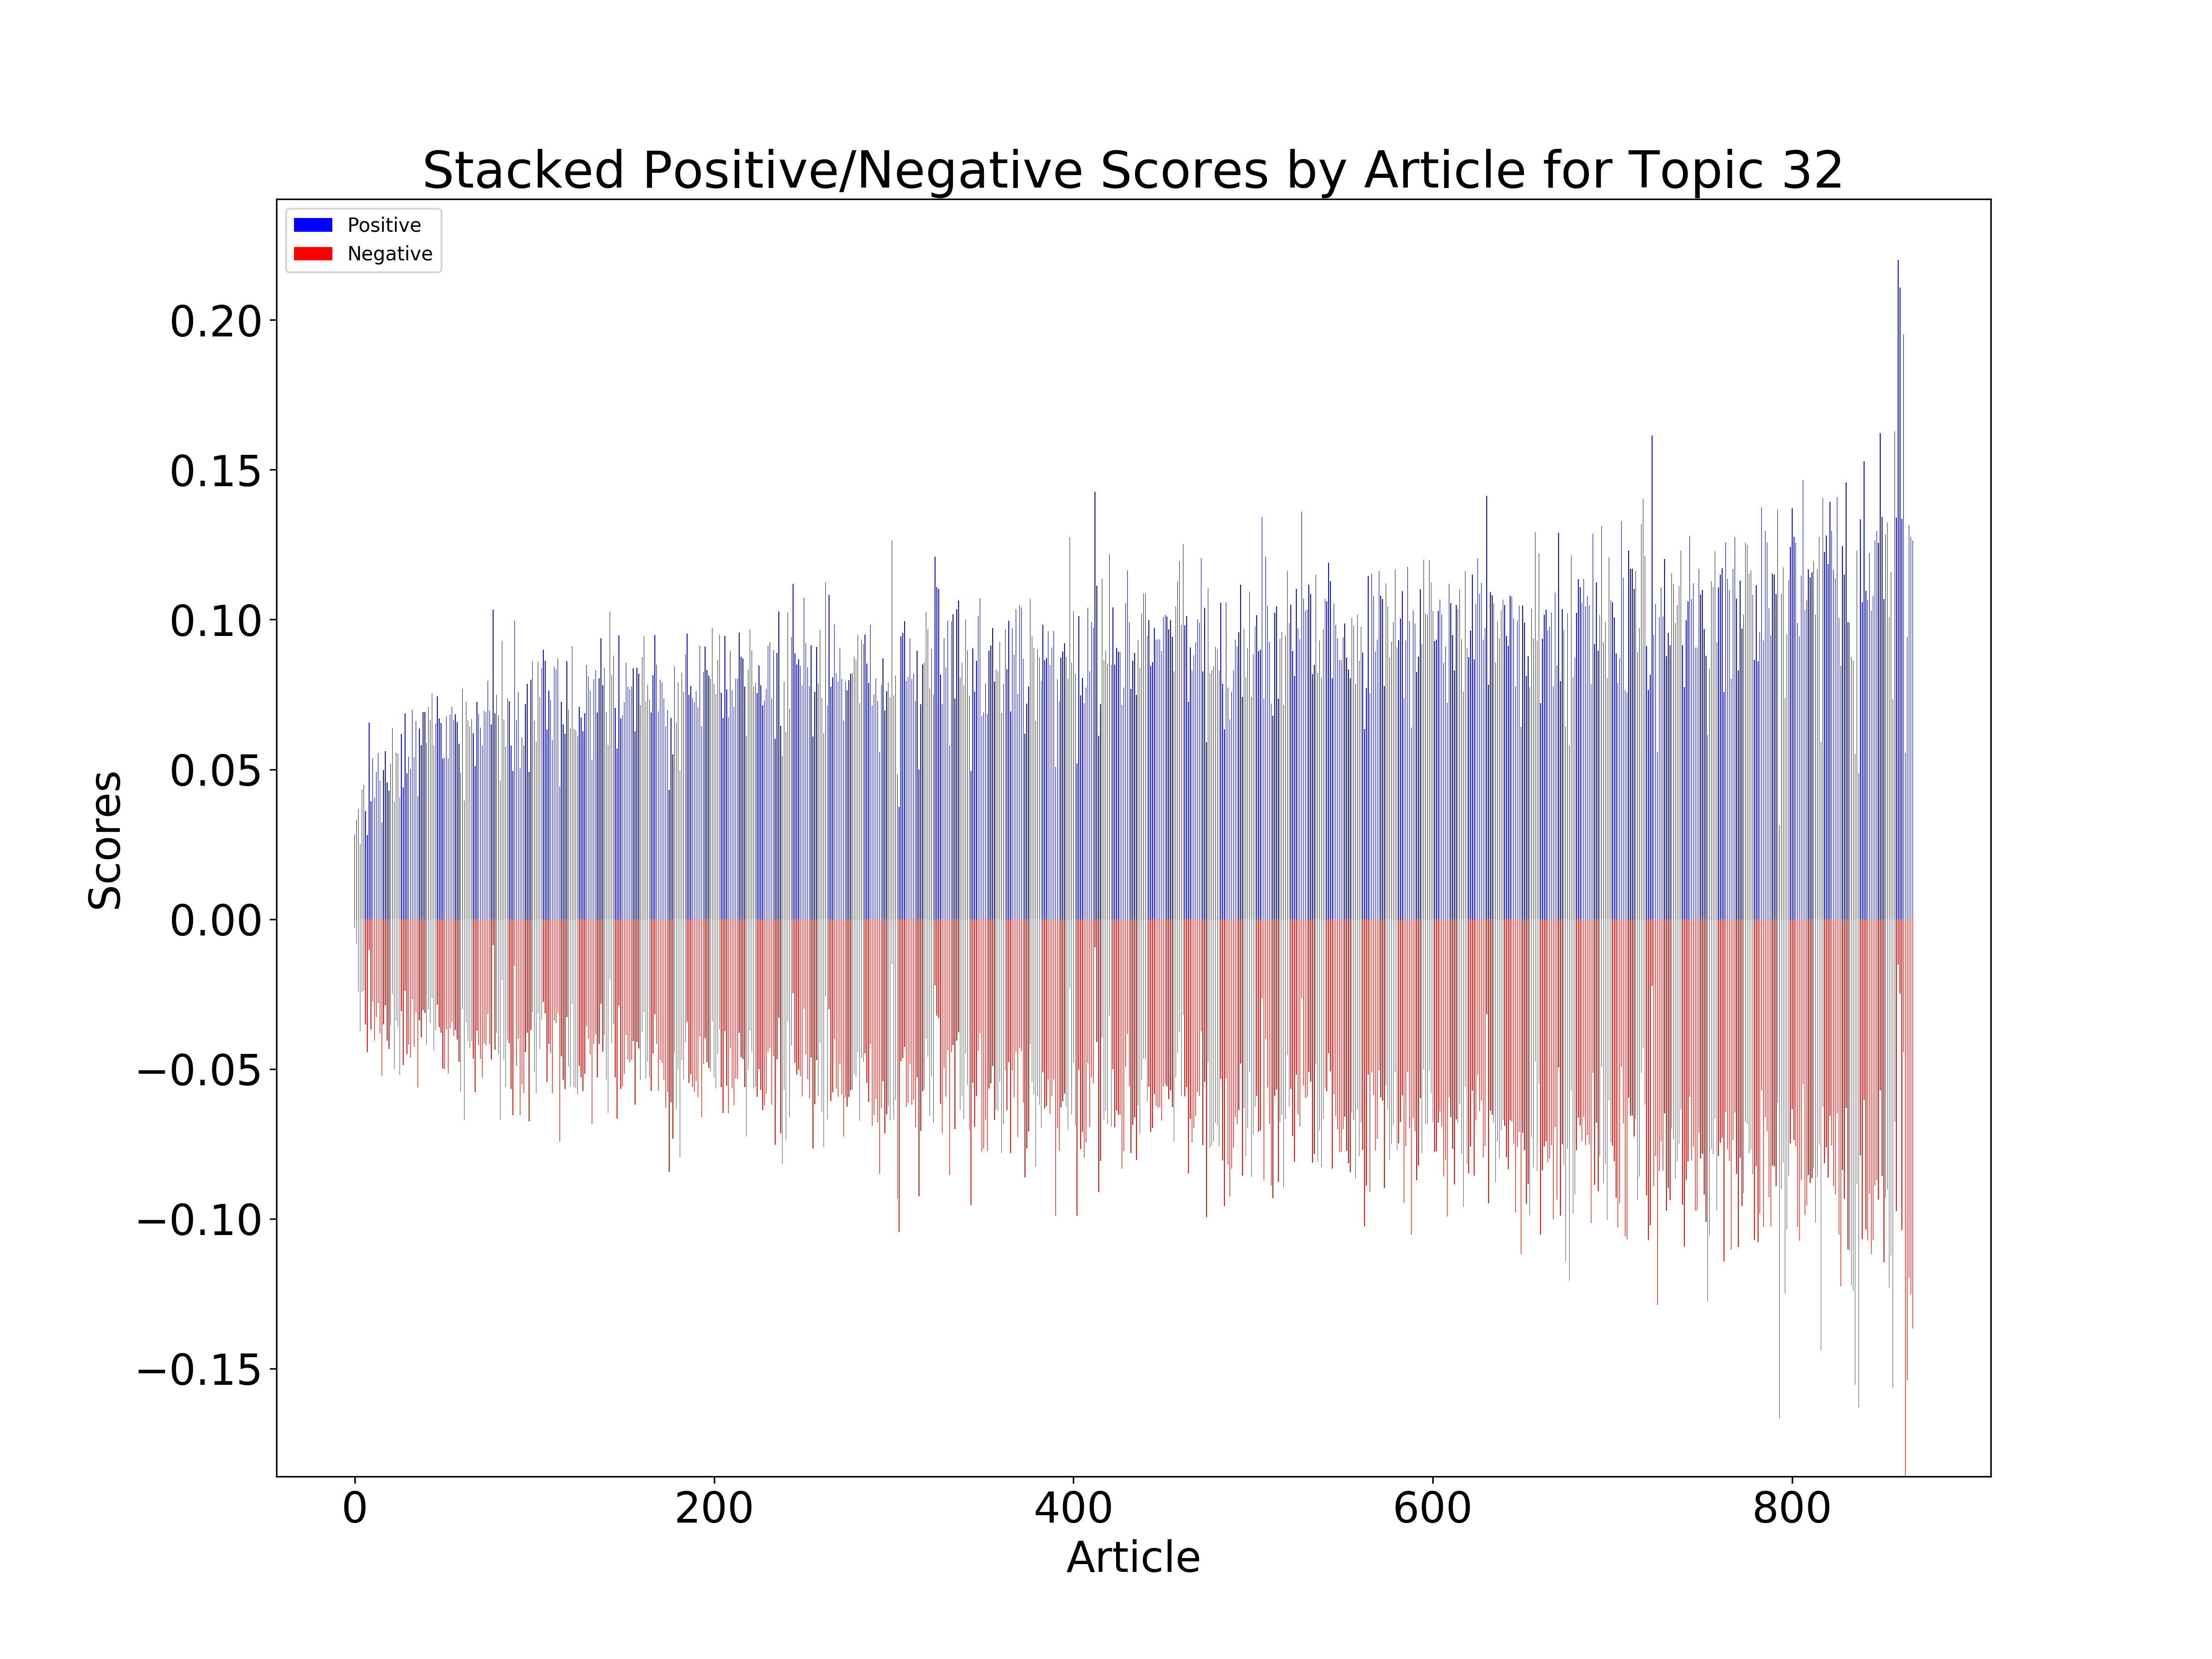 Stacked Positive/Negative Scores by Article for Topic 32
Positive
Negative
0.20
0.15
0.10
0.05
0.00
−0.05
−0.10
−0.15
Scores
0 200 400 600 800
Article